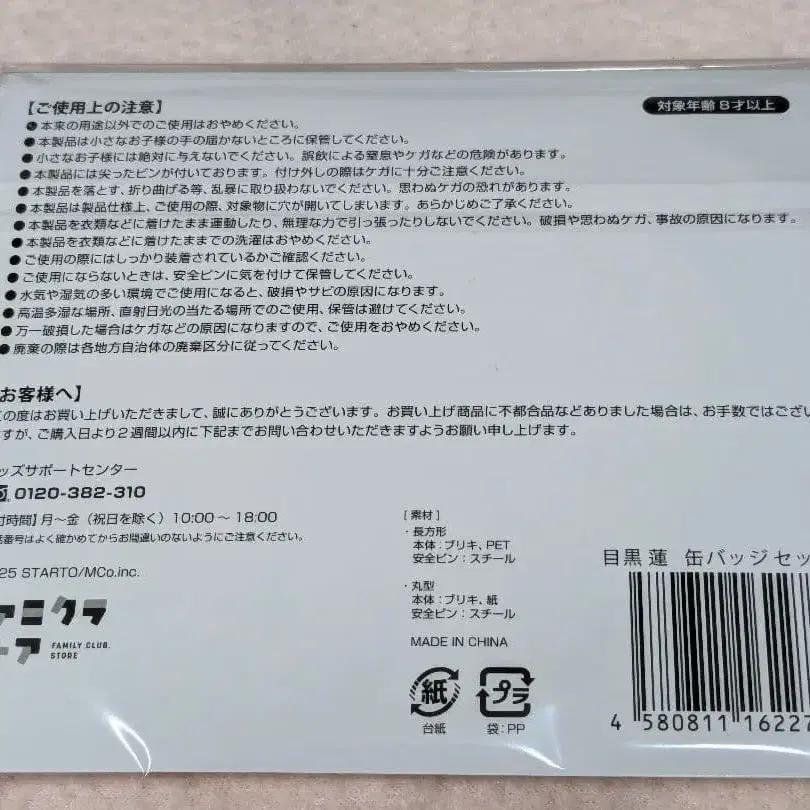 【ご使用上の注意】
対象年齢8才以上
●本来の用途以外でのご使用はおやめください。
●本製品は小さなお子様の手の届かないところに保管してください。
●小さなお子様には絶対に与えないでください。誤飲による窒息やケガなどの危険があります。
●本製品には尖ったピンが付いております。付け外しの際はケガに十分ご注意ください。
●本製品を落とす、折り曲げる等、乱暴に取り扱わないでください。思わぬケガの恐れがあります。
●本製品は製品仕様上、ご使用の際、対象物に穴が開いてしまいます。あらかじめご了承ください。
●本製品を衣類などに着けたまま運動したり、無理な力で引っ張ったりしないでください。破損や思わぬケガ、事故の原因になります。
●本製品を衣類などに着けたままでの洗濯はおやめください。
●ご使用の際にはしっかり装着されているかご確認ください。
●ご使用にならないときは、安全ピンに気を付けて保管してください。
●水気や湿気の多い環境でご使用になると、破損やサビの原因になります。
●高温多湿な場所、直射日光の当たる場所でのご使用、保管は避けてください。
●万一破損した場合はケガなどの原因になりますので、ご使用をおやめください。
●廃棄の際は各地方自治体の廃棄区分に従ってください。
お客様へ】
の度はお買い上げいただきまして、誠にありがとうございます。お買い上げ商品に不都合品などありました場合は、お手数ではござい
すが、ご購入日より2週間以内に下記までお問い合わせいただきますようお願い申し上げます。
ッズサポートセンター
0120-382-310
付時間】月〜金（祝日を除く）10:00〜18:00
話番号はよく確かめてからお間違いのないようにご注意ください。
25 STARTO/MCo.inc.
ァミクラ
トア
FAMILY CLUB.
STORE
［素材］
・長方形
本体：ブリキ、PET
安全ピン：スチール
・丸型
本体：ブリキ、紙
安全ピン：スチール
MADE IN CHINA
紙
台紙
プラ
袋：PP
目黒 蓮 缶バッジセッ
4 580811 16227